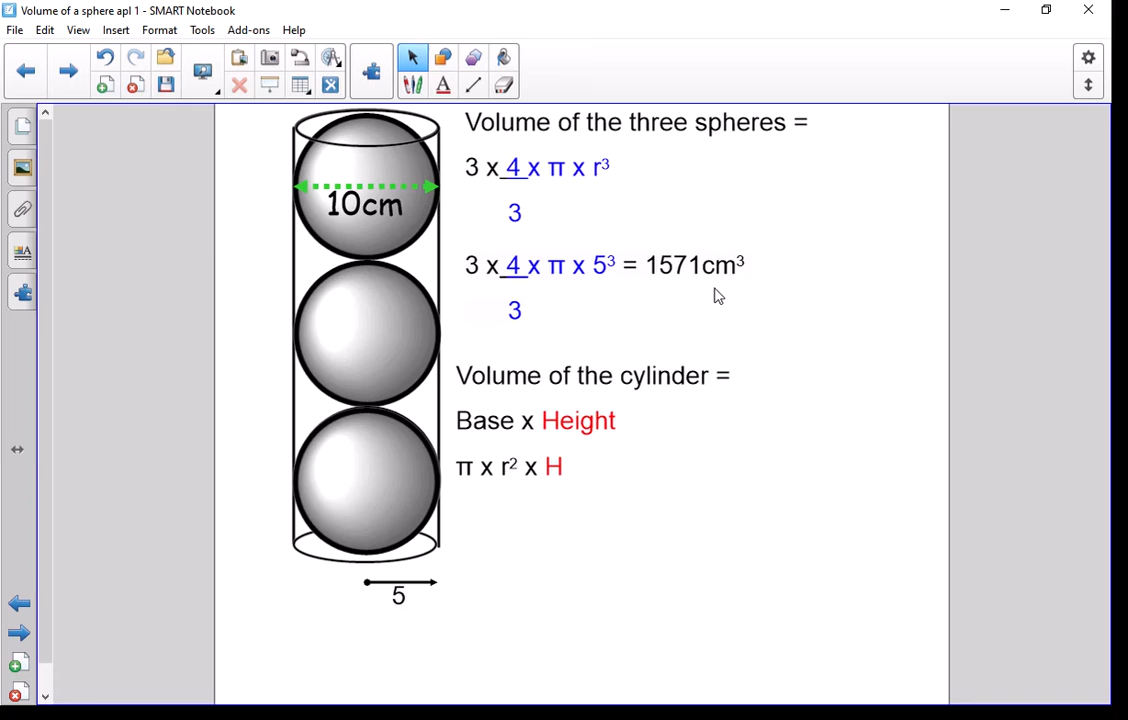 Volume of a sphere apl 1 - SMART Notebook
File Edit View Insert Format Tools Add-ons Help
Volume of the three spheres =
3 x 4 x π x r³
3
10cm
3 x 4 x π x 5³ = 1571cm³
3
Volume of the cylinder =
Base x Height
π x r² x H
5